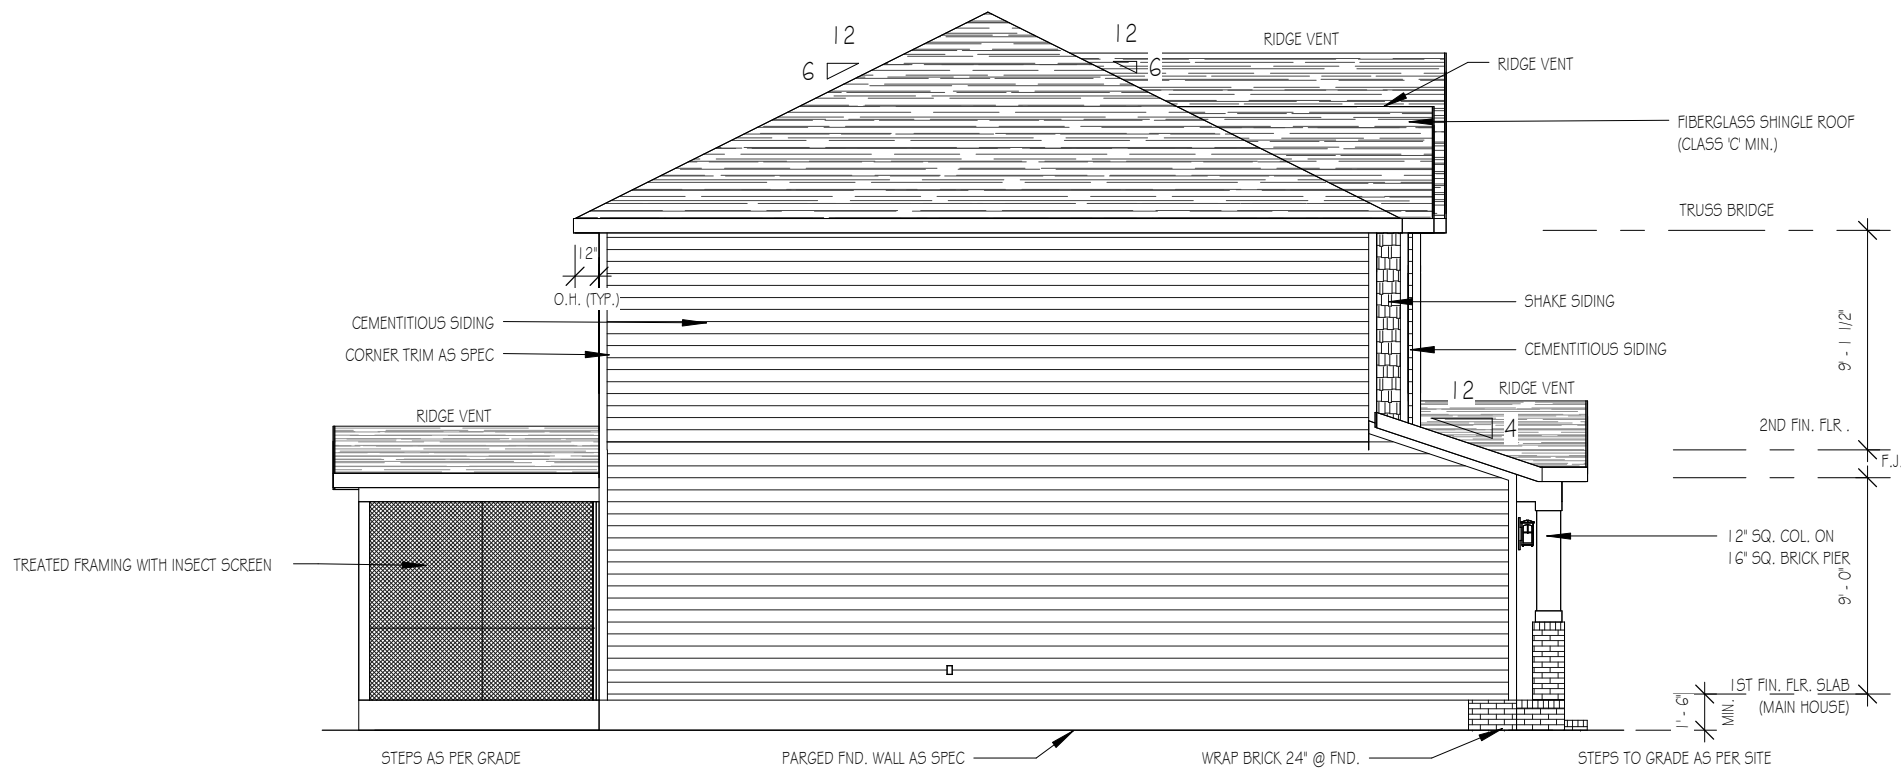 12
6
12
6
RIDGE VENT
RIDGE VENT
FIBERGLASS SHINGLE ROOF
(CLASS 'C' MIN.)
TRUSS BRIDGE
12"
O.H. (TYP.)
CEMENTITIOUS SIDING
CORNER TRIM AS SPEC
SHAKE SIDING
CEMENTITIOUS SIDING
9' - 1 1/2"
12
4
RIDGE VENT
RIDGE VENT
2ND FIN. FLR .
F.J.
TREATED FRAMING WITH INSECT SCREEN
12" SQ. COL. ON
16" SQ. BRICK PIER
9' - 0"
1ST FIN. FLR. SLAB
(MAIN HOUSE)
1' - 6"
MIN.
STEPS AS PER GRADE
PARGED FND. WALL AS SPEC
WRAP BRICK 24" @ FND.
STEPS TO GRADE AS PER SITE